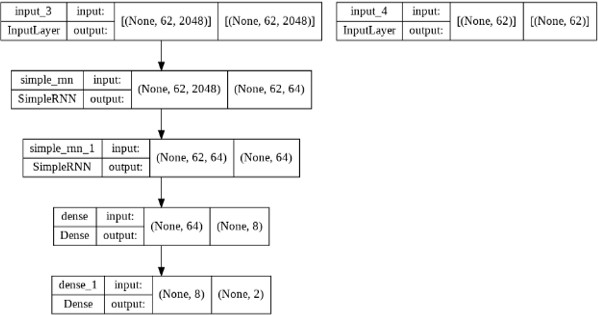 input_3 input: [(None, 62, 2048)] [(None, 62, 2048)]
InputLayer output:
input_4 input: [(None, 62)] [(None, 62)]
InputLayer output:
simple_rnn input: (None, 62, 2048) (None, 62, 64)
SimpleRNN output:
simple_rnn_1 input: (None, 62, 64) (None, 64)
SimpleRNN output:
dense input: (None, 64) (None, 8)
Dense output:
dense_1 input: (None, 8) (None, 2)
Dense output: